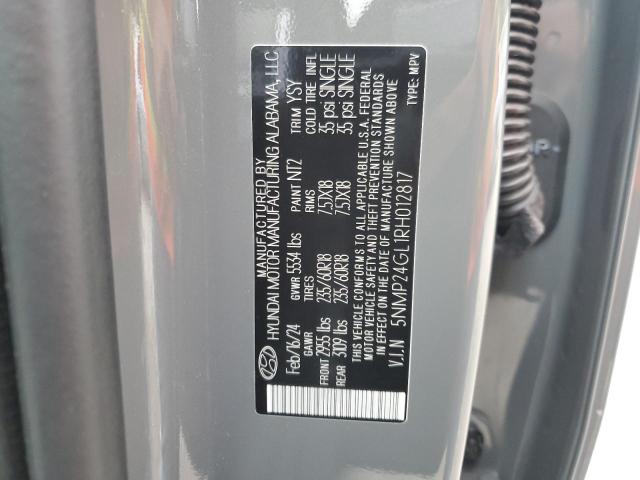 MANUFACTURED BY
HYUNDAI MOTOR MANUFACTURING ALABAMA, LLC
Feb/16/24 GVWR 5534 lbs PAINT NT2 TRIM YSY
GAWR TIRES RIMS COLD TIRE INFL
FRONT 2955 lbs 235/60R18 7.5JX18 35 psi SINGLE
REAR 3109 lbs 235/60R18 7.5JX18 35 psi SINGLE
THIS VEHICLE CONFORMS TO ALL APPLICABLE U.S.A. FEDERAL
MOTOR VEHICLE SAFETY AND THEFT PREVENTION STANDARDS
IN EFFECT ON THE DATE OF MANUFACTURE SHOWN ABOVE
V.I.N 5NMP24GL1RH012817 TYPE: MPV